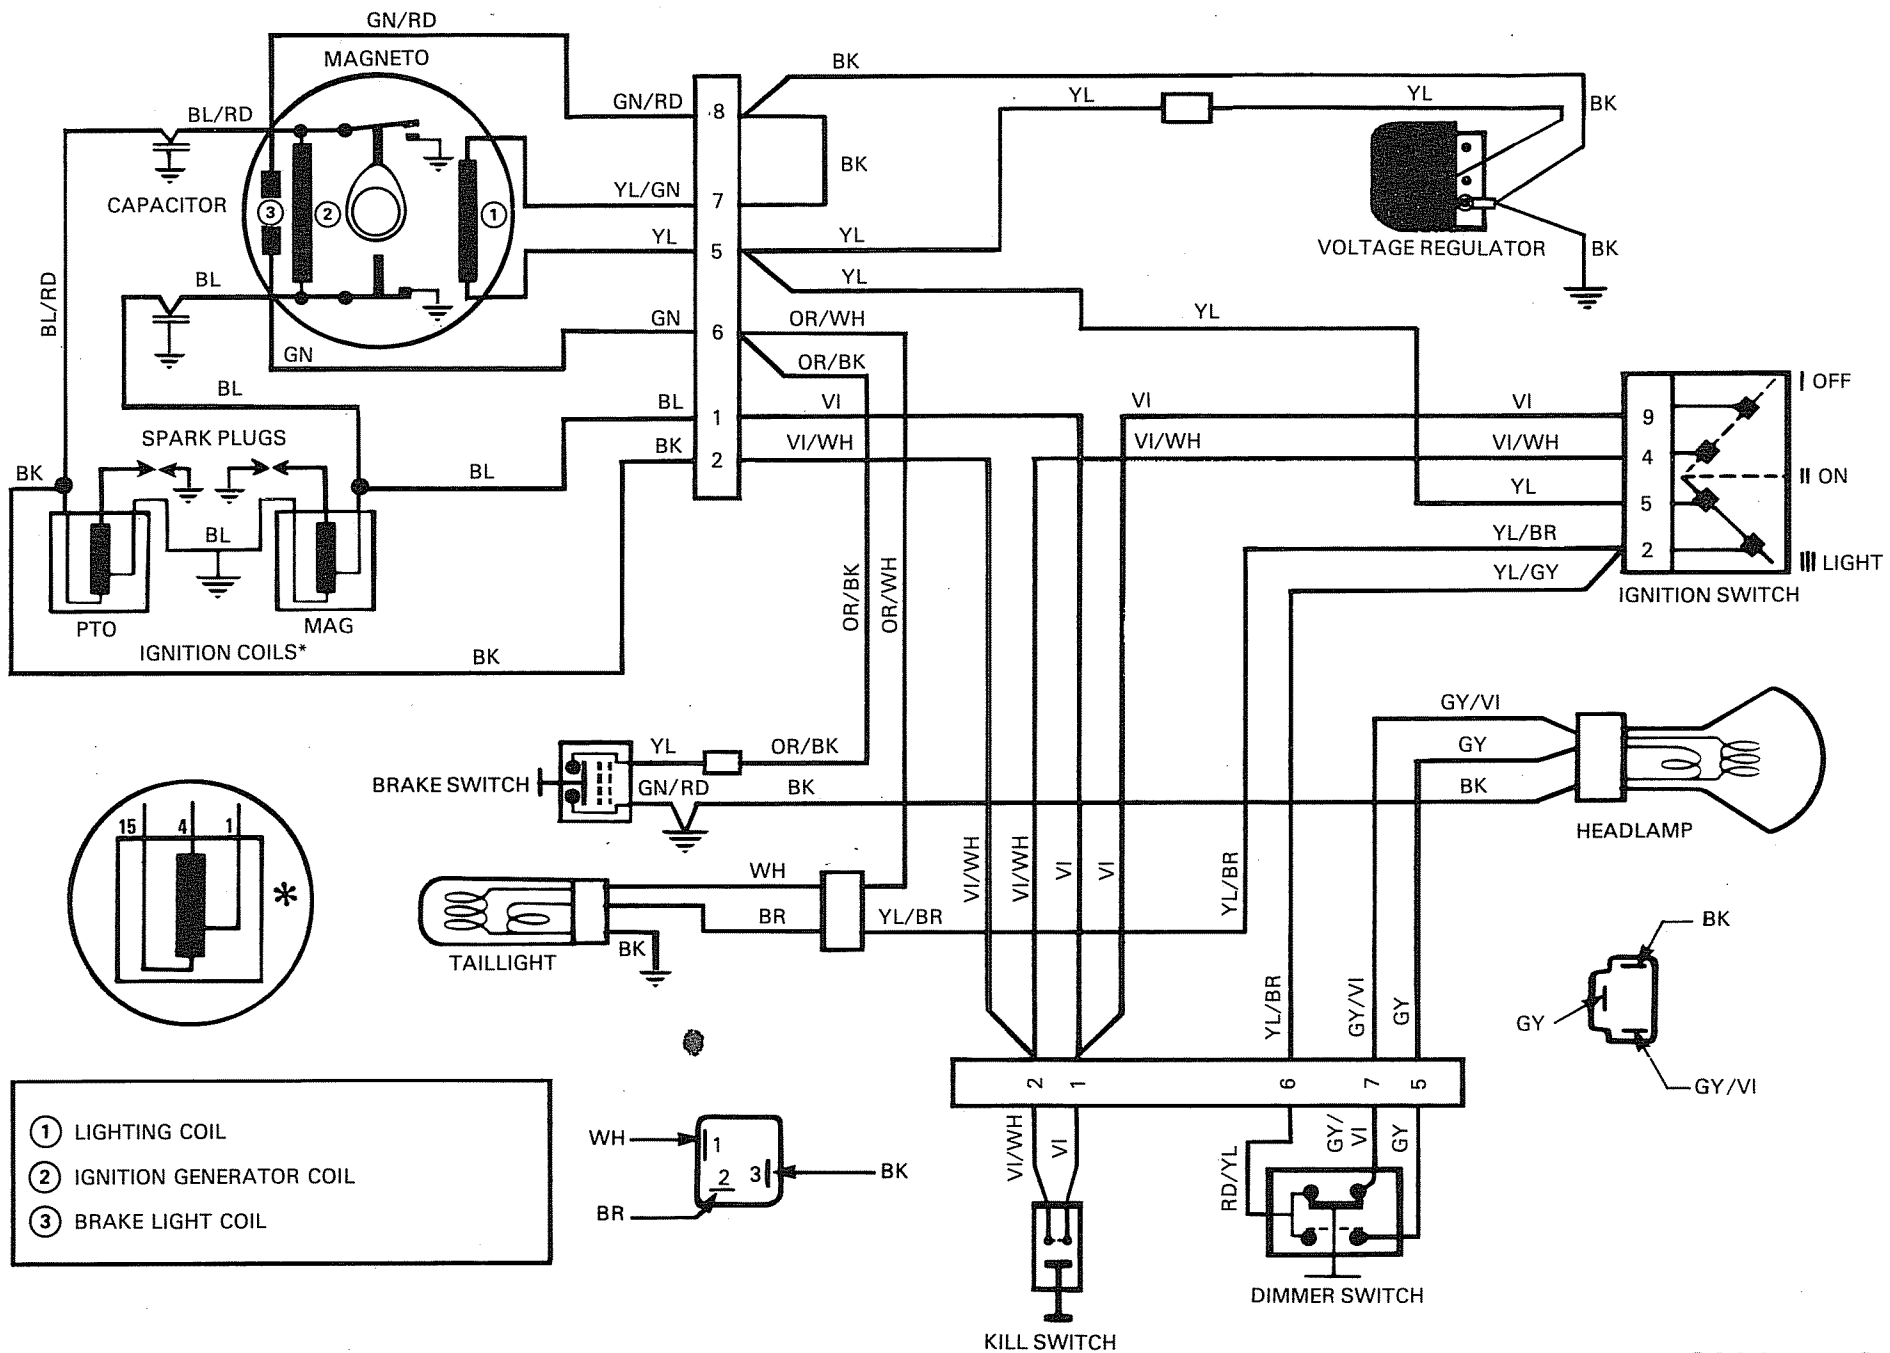 GN/RD
MAGNETO
BL/RD
CAPACITOR
3
2
1
BL/RD
BL
GN
BL
GN/RD
YL/GN
YL
GN
BL
BK
8
7
5
6
1
2
BK
BK
YL
YL
BK
VOLTAGE REGULATOR
BK
YL
YL
YL
OR/WH
OR/BK
VI
VI/WH
VI
VI
VI/WH
VI/WH
YL
YL/BR
YL/GY
9
4
5
2
I OFF
II ON
III LIGHT
IGNITION SWITCH
SPARK PLUGS
BK
BL
BL
PTO
MAG
IGNITION COILS*
BK
OR/BK
OR/WH
BRAKE SWITCH
YL
OR/BK
GN/RD
BK
GY/VI
GY
BK
HEADLAMP
15 4 1
*
WH
BR
YL/BR
BK
TAILLIGHT
VI/WH
VI/WH
VI
VI
YL/BR
YL/BR
GY/VI
GY
BK
GY
GY/VI
2 1 6 7 5
VI/WH
VI
RD/YL
GY/
VI
GY
KILL SWITCH
DIMMER SWITCH
1 LIGHTING COIL
2 IGNITION GENERATOR COIL
3 BRAKE LIGHT COIL
WH
1
2
3
BK
BR